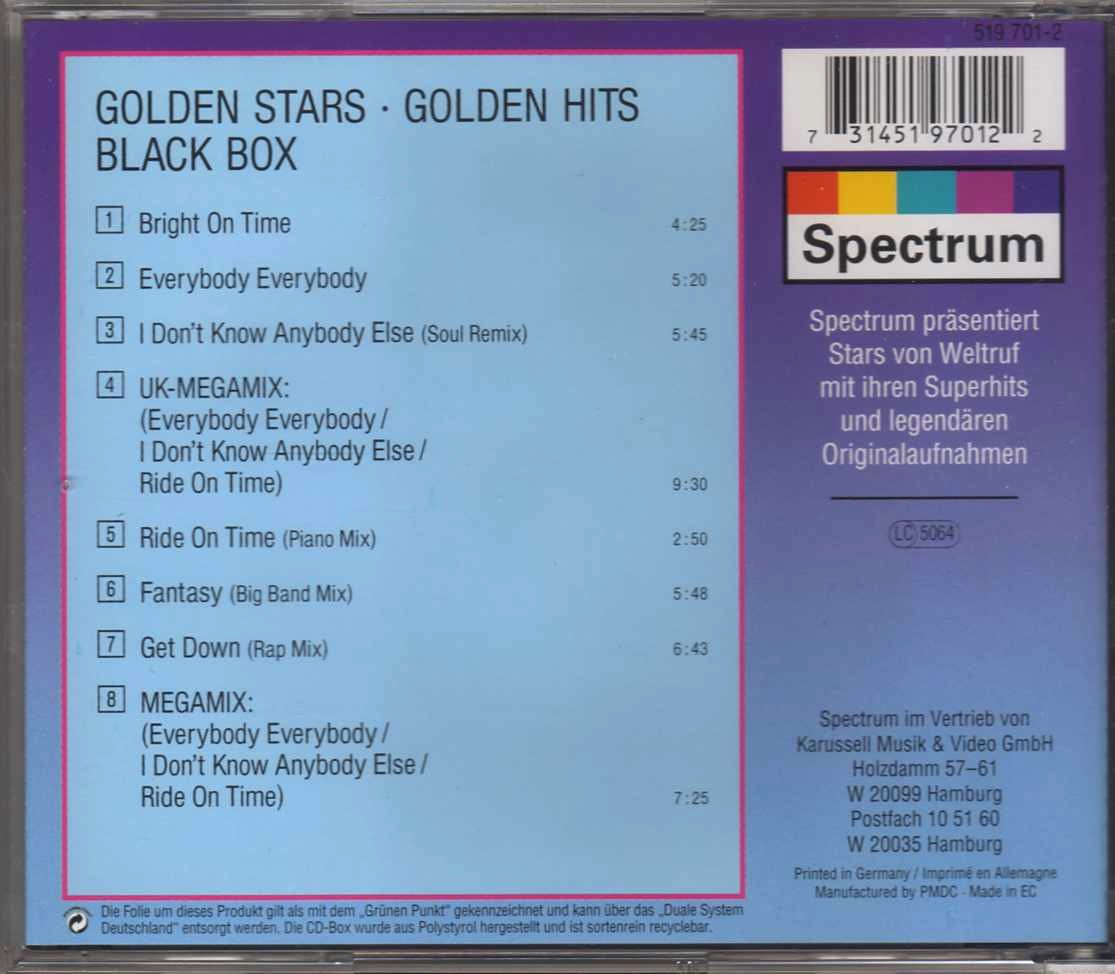 519 701-2
7 31451 97012 2
GOLDEN STARS · GOLDEN HITS
BLACK BOX
1 Bright On Time 4:25
2 Everybody Everybody 5:20
3 I Don't Know Anybody Else (Soul Remix) 5:45
4 UK-MEGAMIX:
(Everybody Everybody /
I Don't Know Anybody Else /
Ride On Time) 9:30
5 Ride On Time (Piano Mix) 2:50
6 Fantasy (Big Band Mix) 5:48
7 Get Down (Rap Mix) 6:43
8 MEGAMIX:
(Everybody Everybody /
I Don't Know Anybody Else /
Ride On Time) 7:25
Spectrum
Spectrum präsentiert
Stars von Weltruf
mit ihren Superhits
und legendären
Originalaufnahmen
LC 5064
Spectrum im Vertrieb von
Karussell Musik & Video GmbH
Holzdamm 57–61
W 20099 Hamburg
Postfach 10 51 60
W 20035 Hamburg
Printed in Germany / Imprimé en Allemagne
Manufactured by PMDC · Made in EC
Die Folie um dieses Produkt gilt als mit dem „Grünen Punkt" gekennzeichnet und kann über das „Duale System
Deutschland" entsorgt werden. Die CD-Box wurde aus Polystyrol hergestellt und ist sortenrein recyclebar.